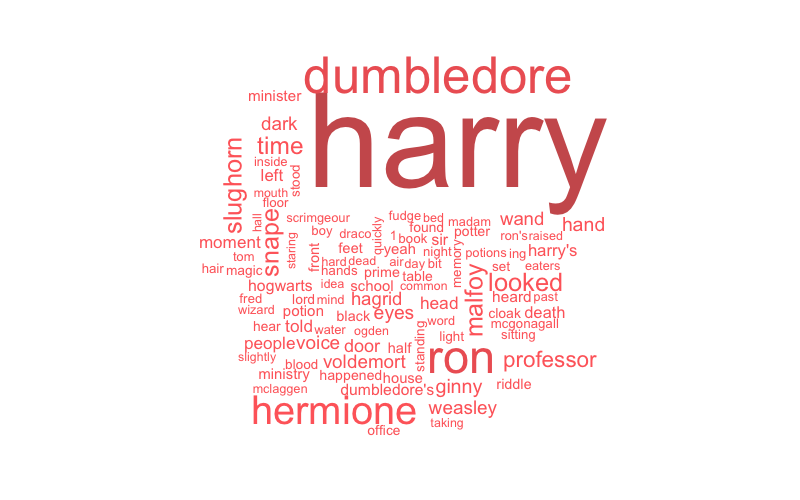 dumbledore
minister
harry
dark
time
slughorn
inside
left
stood
mouth
floor
hall
snape
scrimgeour
quickly
fudge
bed
madam
wand
hand
boy
draco
1
found
potter
ron's
raised
moment
staring
front
feet
yeah
book
sir
night
memory
potions
ing
harry's
tom
hair
magic
hard
dead
air
day
bit
malfoy
set
eaters
hands
prime
table
looked
hogwarts
idea
school
common
heard
past
fred
lord
mind
hagrid
head
cloak
death
wizard
potion
black
eyes
word
mcgonagall
hear
told
water
ogden
standing
light
sitting
people
voice
door
half
ron
professor
slightly
blood
voldemort
ministry
happened
house
ginny
riddle
mclaggen
dumbledore's
hermione
weasley
office
taking